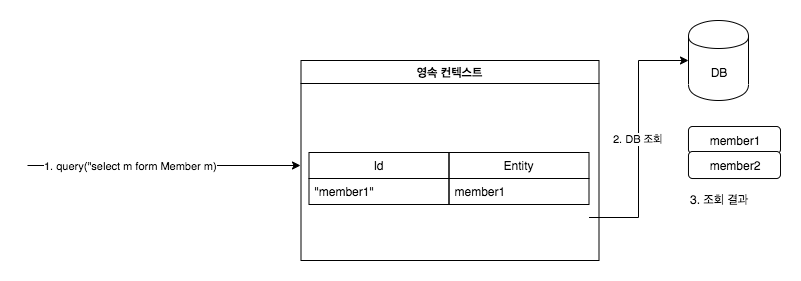 영속 컨텍스트
DB
1. query("select m form Member m)
2. DB 조회
Id
Entity
"member1"
member1
member1
member2
3. 조회 결과